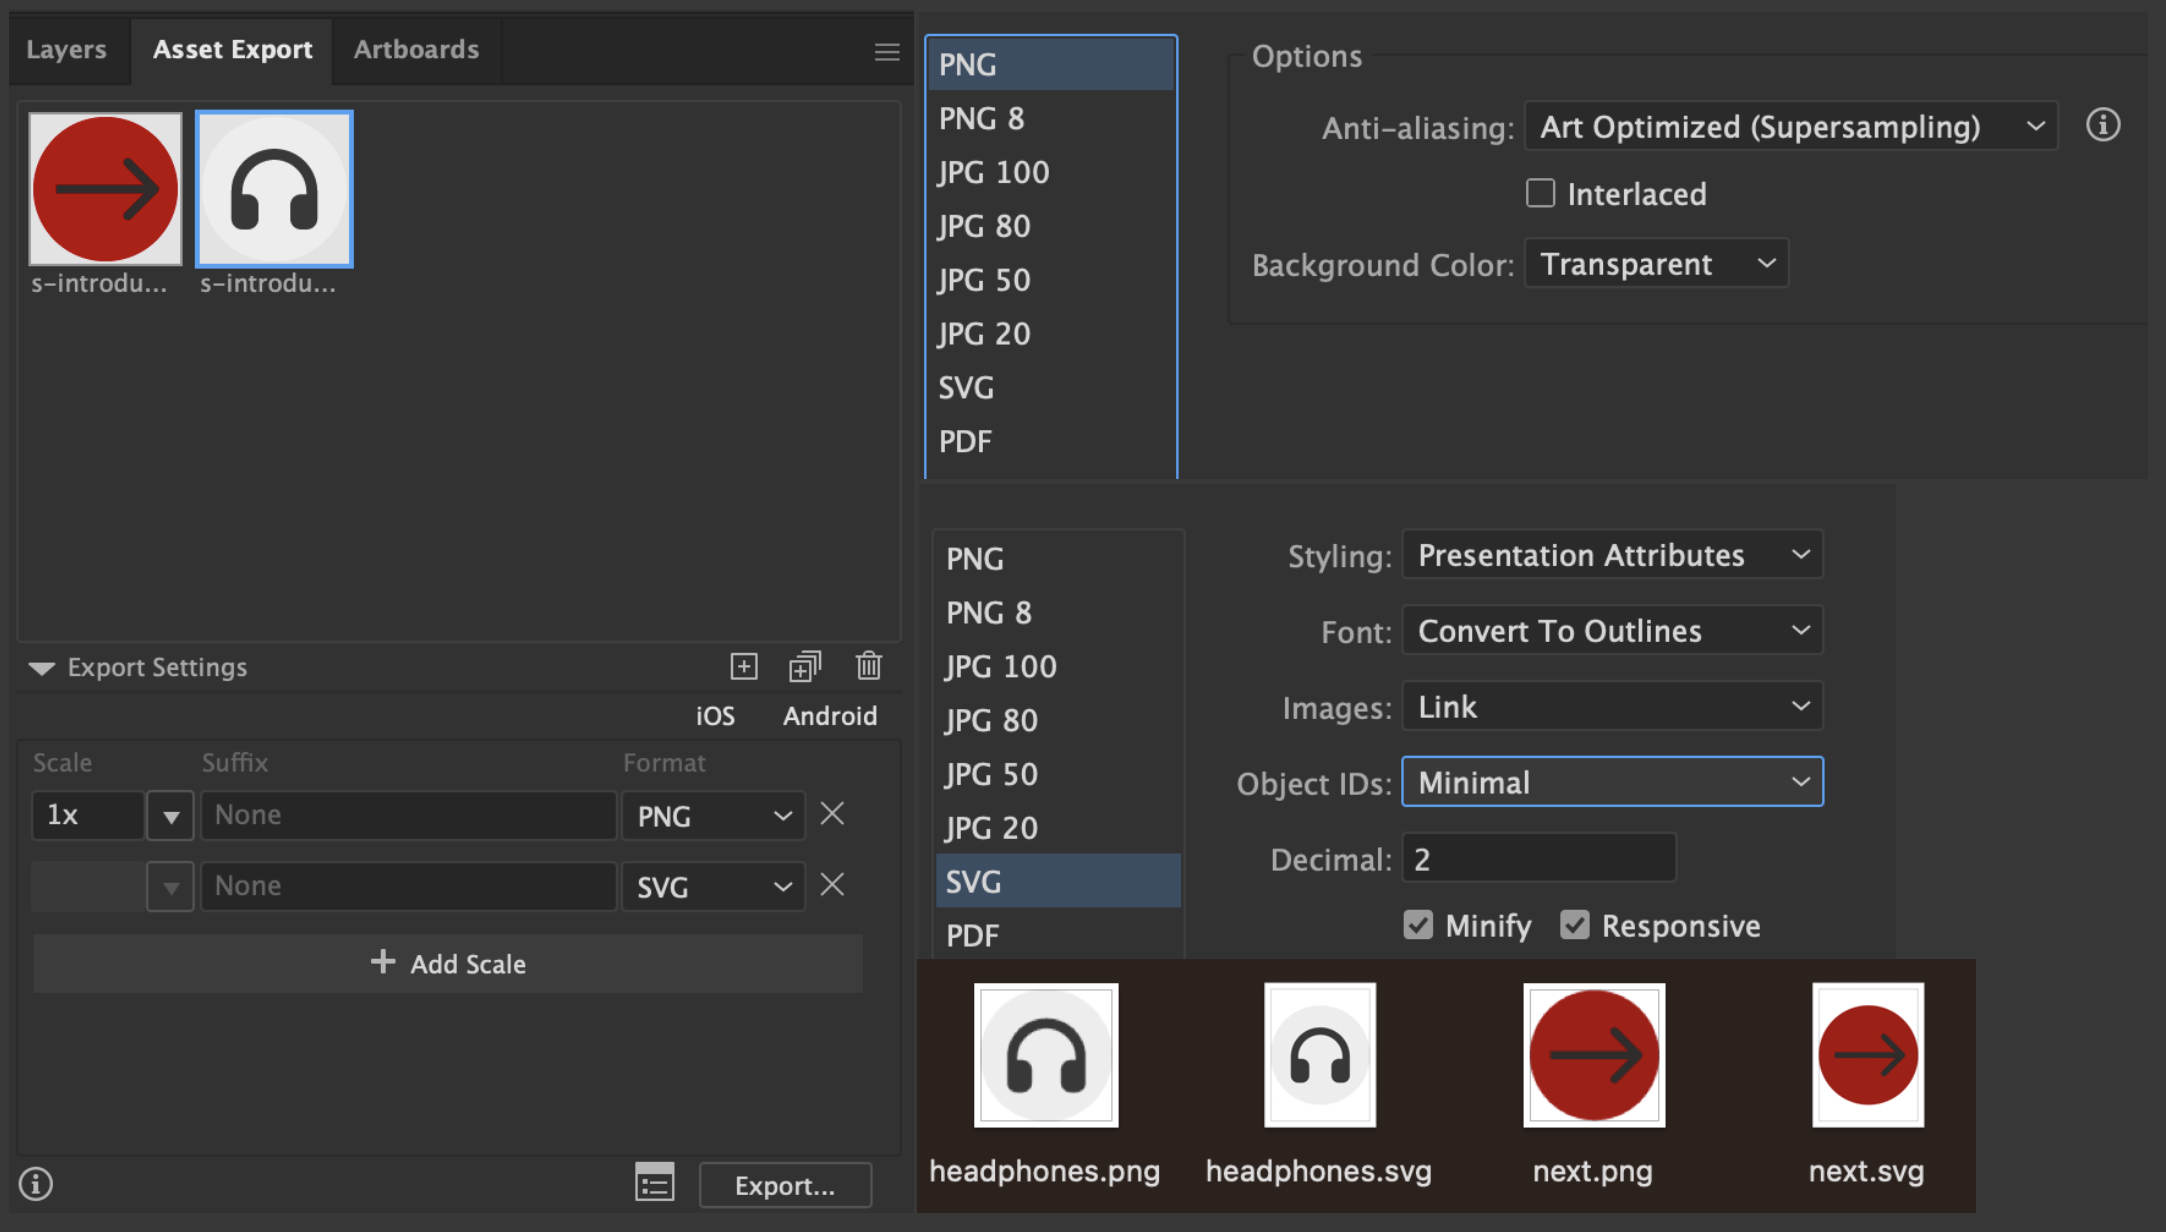 Layers
Asset Export
Artboards
s-introdu...
s-introdu...
Export Settings
iOS
Android
Scale
Suffix
Format
1x
None
PNG
None
SVG
Add Scale
Export...
PNG
PNG 8
JPG 100
JPG 80
JPG 50
JPG 20
SVG
PDF
Options
Anti-aliasing: Art Optimized (Supersampling)
Interlaced
Background Color: Transparent
PNG
PNG 8
JPG 100
JPG 80
JPG 50
JPG 20
SVG
PDF
Styling: Presentation Attributes
Font: Convert To Outlines
Images: Link
Object IDs: Minimal
Decimal: 2
Minify
Responsive
headphones.png
headphones.svg
next.png
next.svg